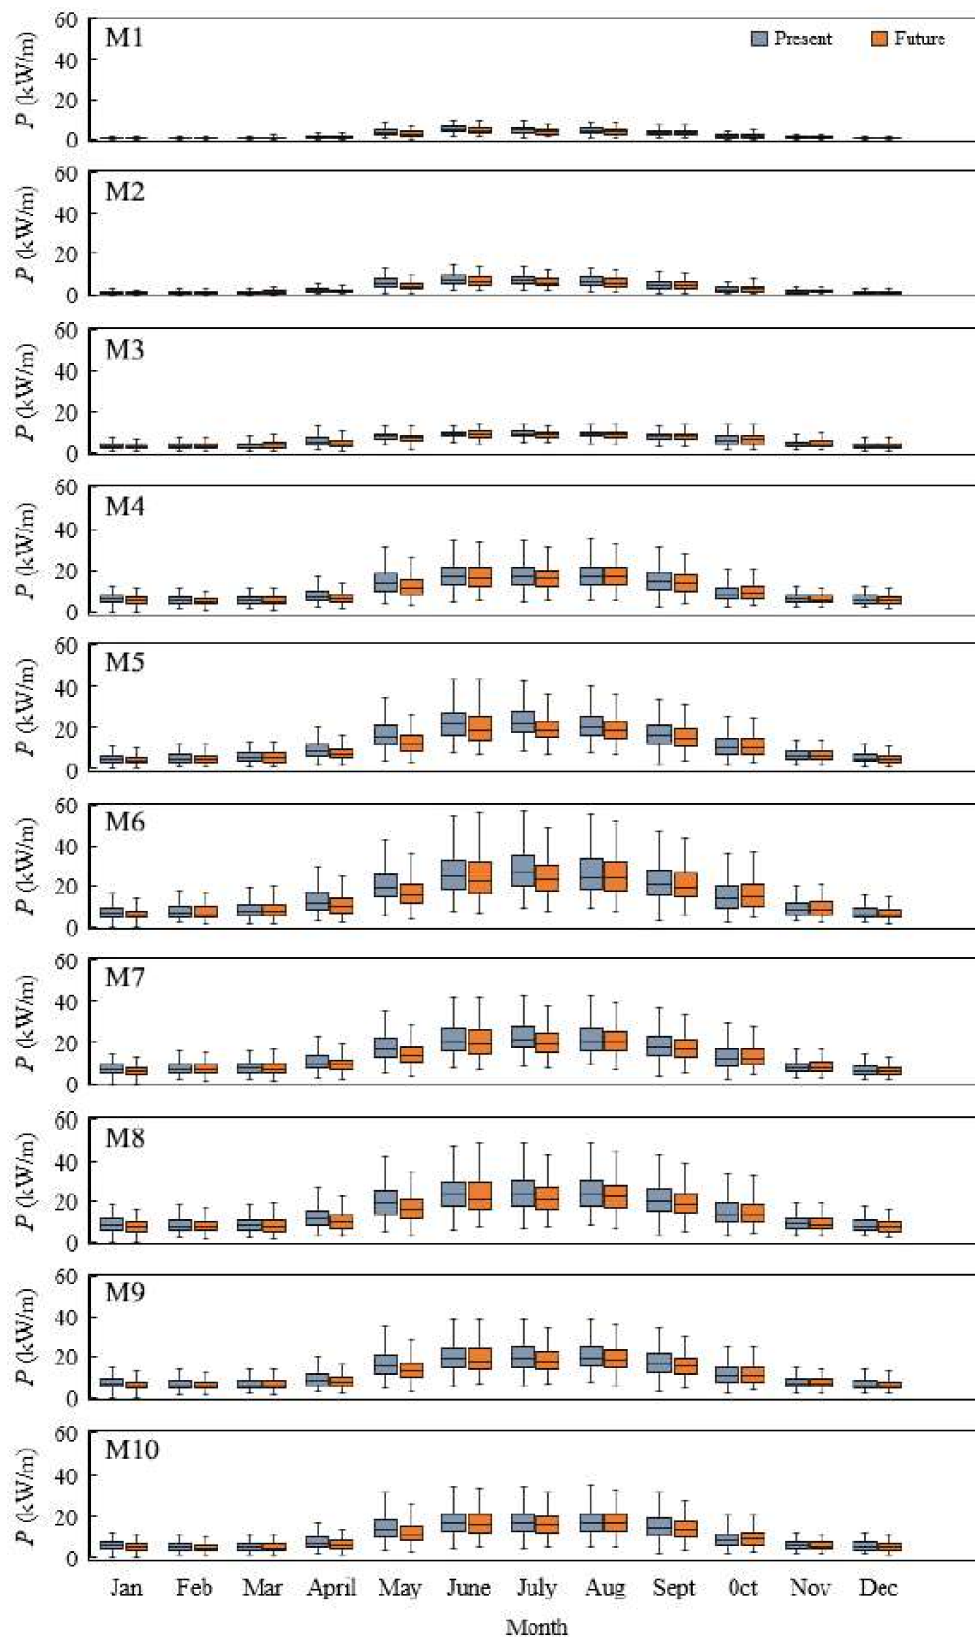 M1
Present Future
P (kW/m)
60
40
20
0
M2
P (kW/m)
60
40
20
0
M3
P (kW/m)
60
40
20
0
M4
P (kW/m)
60
40
20
0
M5
P (kW/m)
60
40
20
0
M6
P (kW/m)
60
40
20
0
M7
P (kW/m)
60
40
20
0
M8
P (kW/m)
60
40
20
0
M9
P (kW/m)
60
40
20
0
M10
P (kW/m)
60
40
20
0
Jan Feb Mar April May June July Aug Sept 0ct Nov Dec
Month